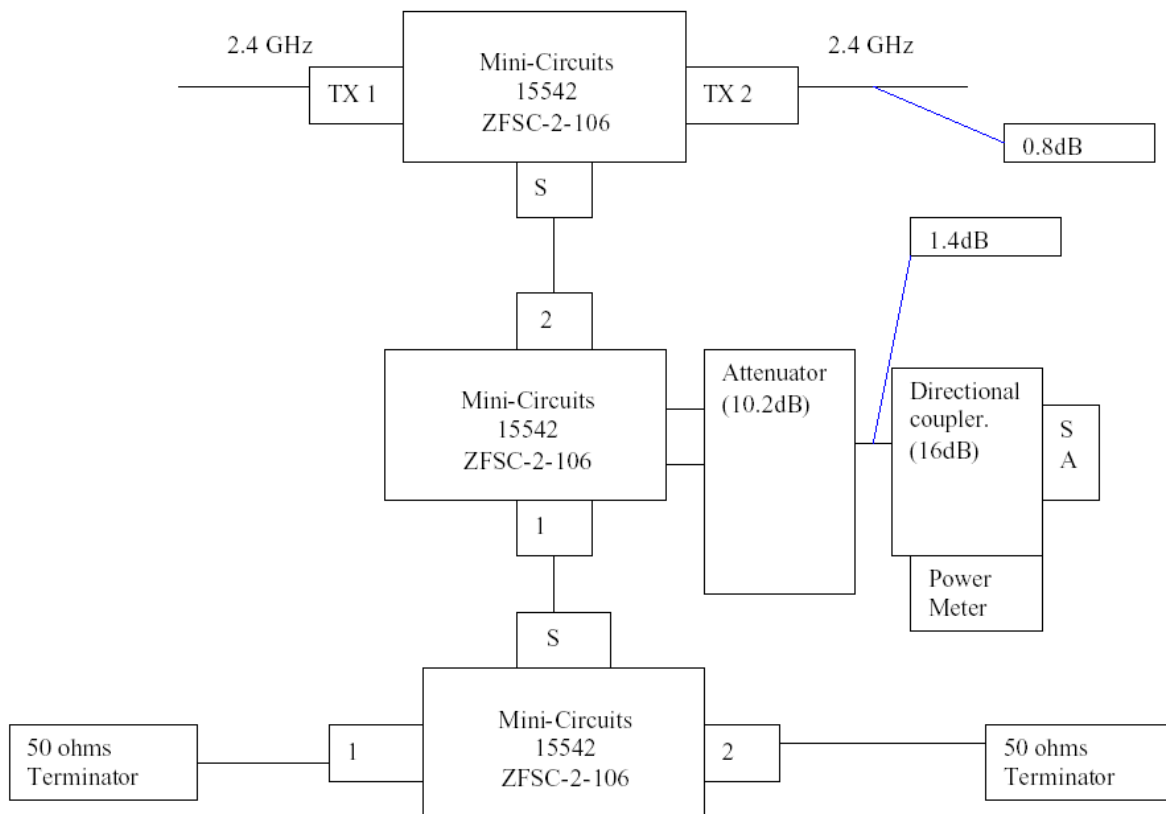 2.4 GHz
2.4 GHz
Mini-Circuits
15542
ZFSC-2-106
TX 1
TX 2
0.8dB
S
1.4dB
2
Mini-Circuits
15542
ZFSC-2-106
Attenuator
(10.2dB)
Directional
coupler.
(16dB)
S
A
1
Power
Meter
S
Mini-Circuits
15542
ZFSC-2-106
50 ohms
Terminator
1
2
50 ohms
Terminator